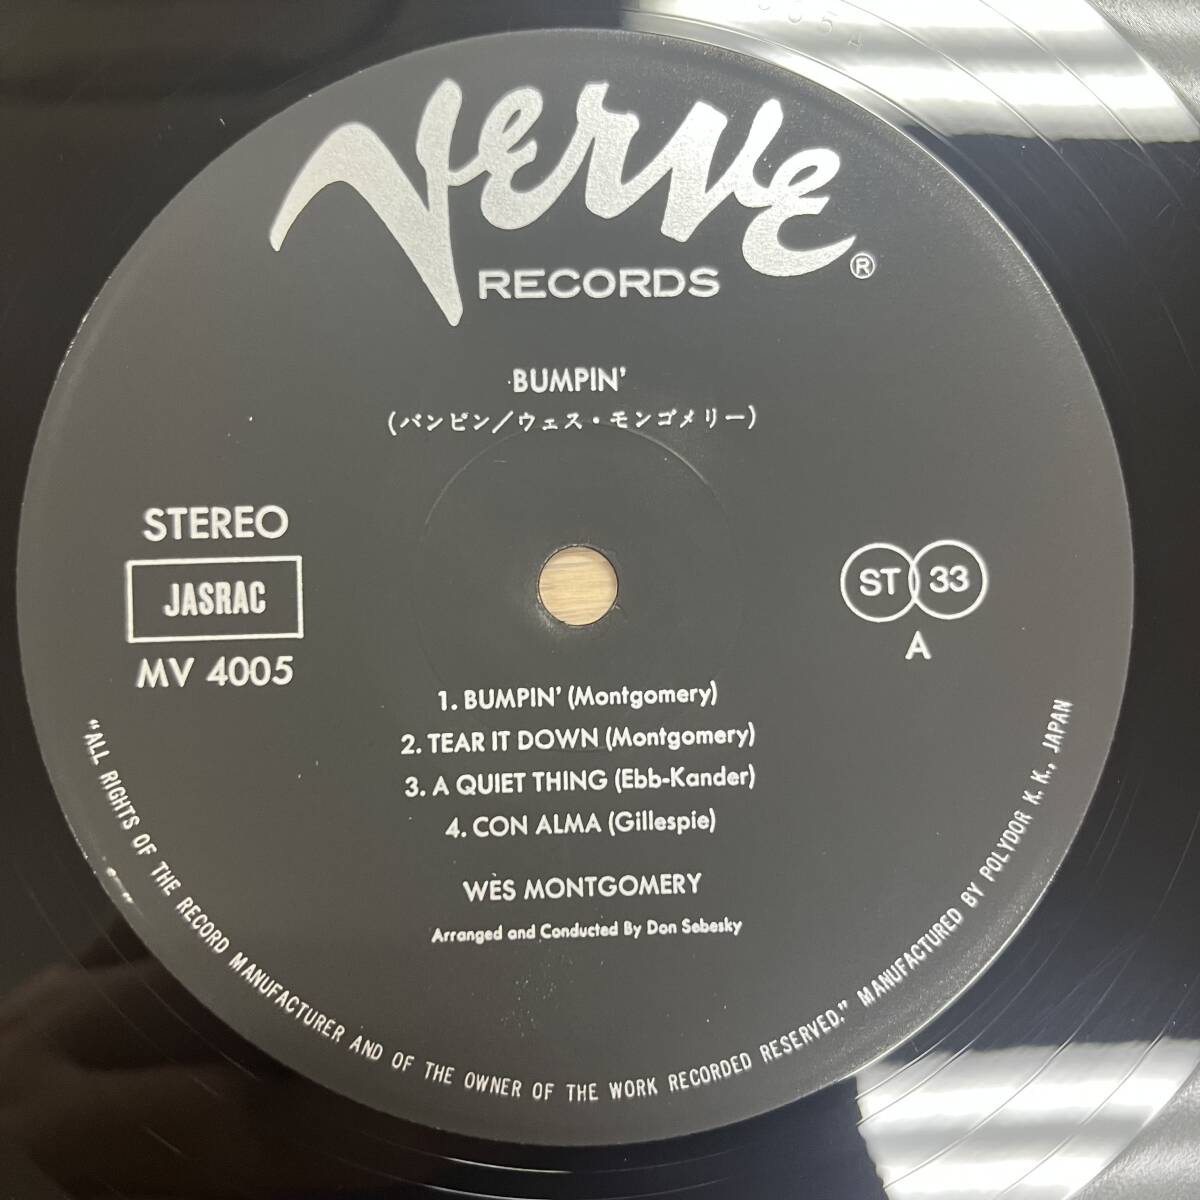 Verve
RECORDS
®
BUMPIN'
(バンピン/ウェス・モンゴメリー)
STEREO
JASRAC
MV 4005
ST 33
A
1. BUMPIN' (Montgomery)
2. TEAR IT DOWN (Montgomery)
3. A QUIET THING (Ebb-Kander)
4. CON ALMA (Gillespie)
WES MONTGOMERY
Arranged and Conducted By Don Sebesky
"ALL RIGHTS OF THE RECORD MANUFACTURER AND OF THE OWNER OF THE WORK RECORDED RESERVED." MANUFACTURED BY POLYDOR K. K., JAPAN